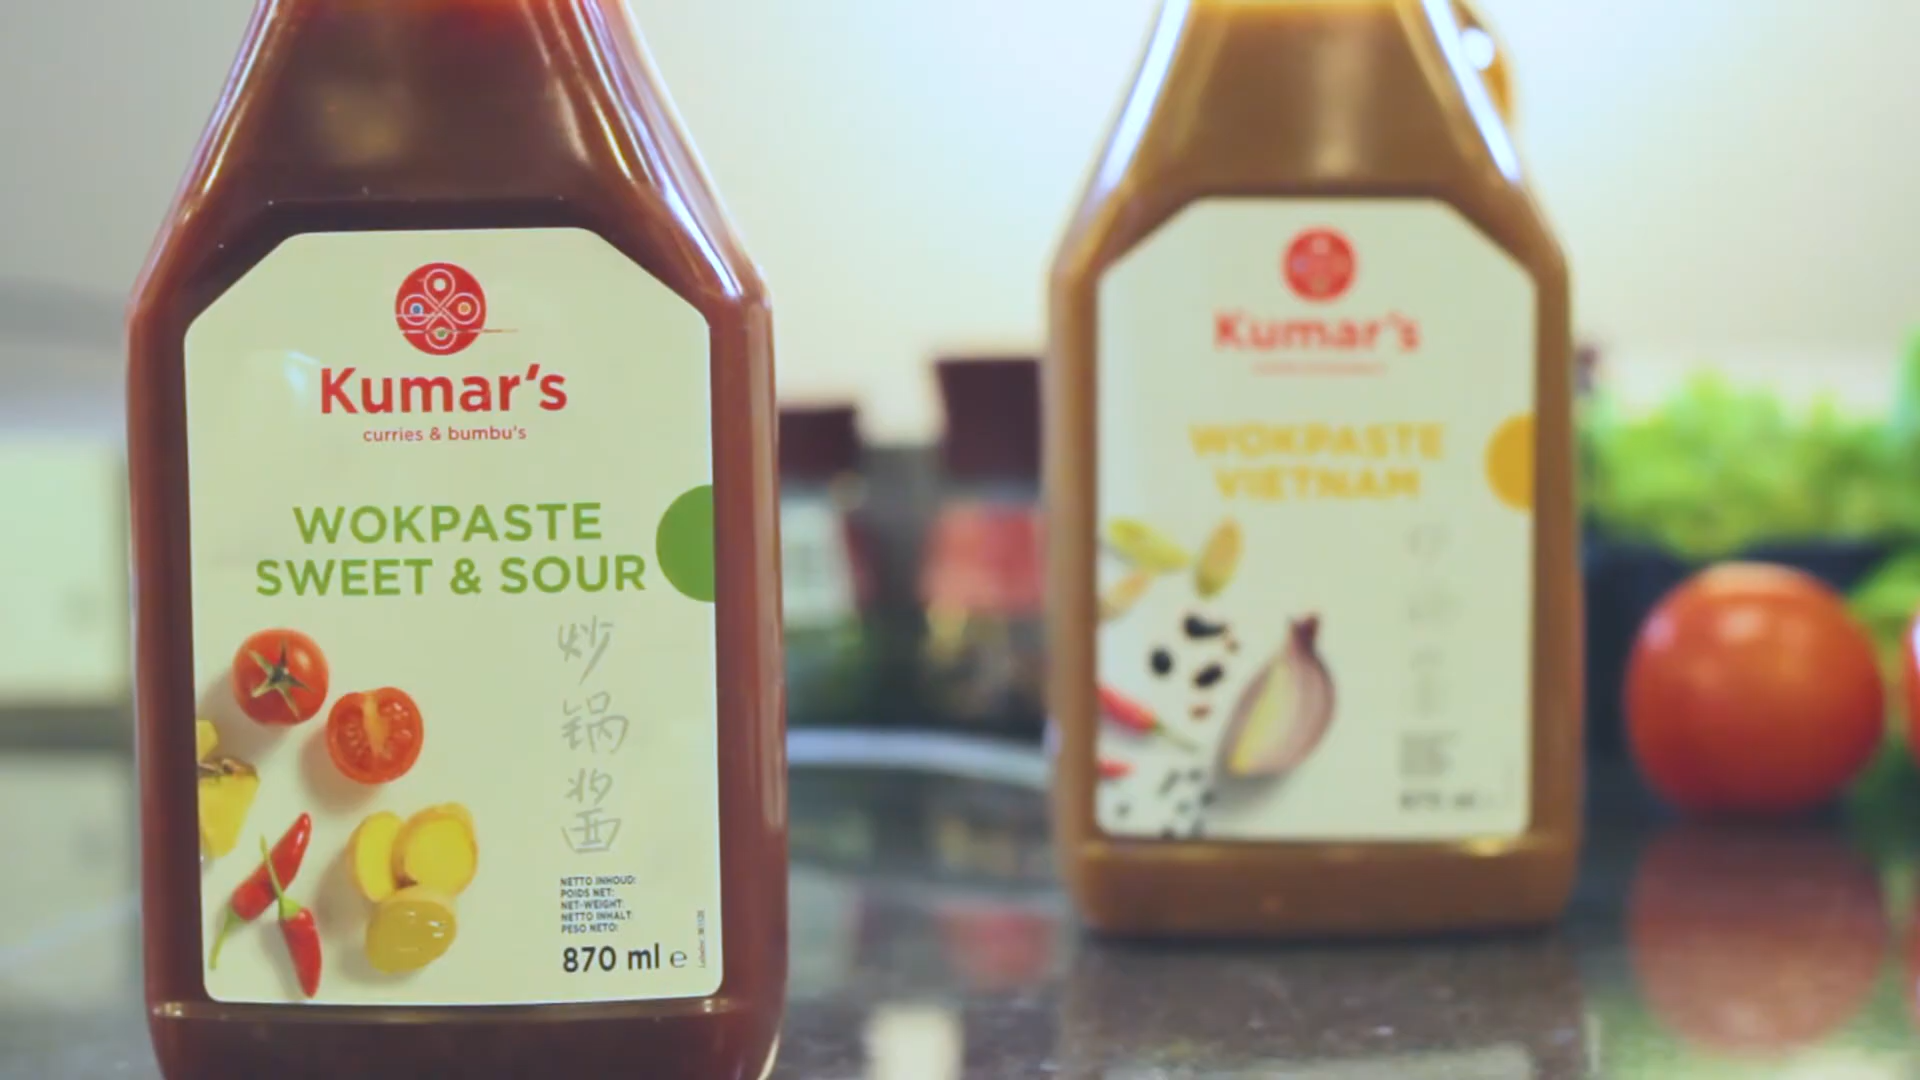 Kumar's
curries & bumbu's
WOKPASTE
SWEET & SOUR
炒
锅
酱
NETTO INHOUD:
POIDS NET:
NET-WEIGHT:
NETTO INHALT:
PESO NETO:
870 ml e
Kumar's
WOKPASTE
VIETNAM